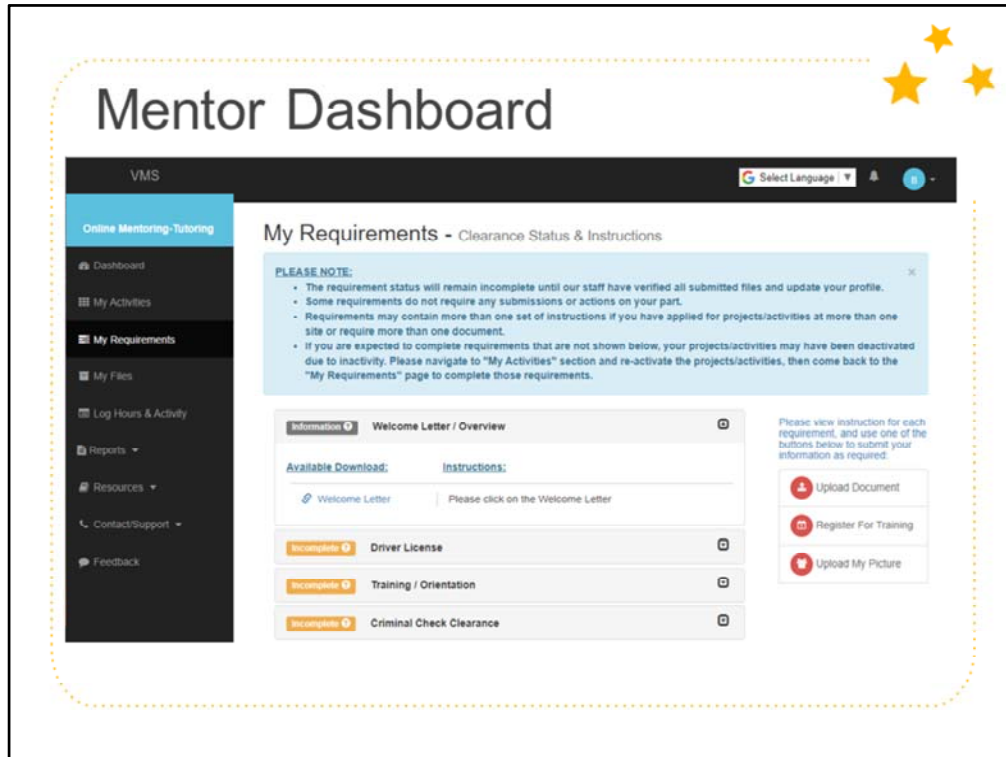 Mentor Dashboard
VMS
Select Language
B
Online Mentoring-Tutoring
Dashboard
My Activities
My Requirements
My Files
Log Hours & Activity
Reports
Resources
Contact/Support
Feedback
My Requirements - Clearance Status & Instructions
PLEASE NOTE:
• The requirement status will remain incomplete until our staff have verified all submitted files and update your profile.
• Some requirements do not require any submissions or actions on your part.
• Requirements may contain more than one set of instructions if you have applied for projects/activities at more than one
site or require more than one document.
• If you are expected to complete requirements that are not shown below, your projects/activities may have been deactivated
due to inactivity. Please navigate to "My Activities" section and re-activate the projects/activities, then come back to the
"My Requirements" page to complete those requirements.
Information ? Welcome Letter / Overview
Available Download: Instructions:
Welcome Letter Please click on the Welcome Letter
Incomplete ? Driver License
Incomplete ? Training / Orientation
Incomplete ? Criminal Check Clearance
Please view instruction for each
requirement, and use one of the
buttons below to submit your
information as required:
Upload Document
Register For Training
Upload My Picture